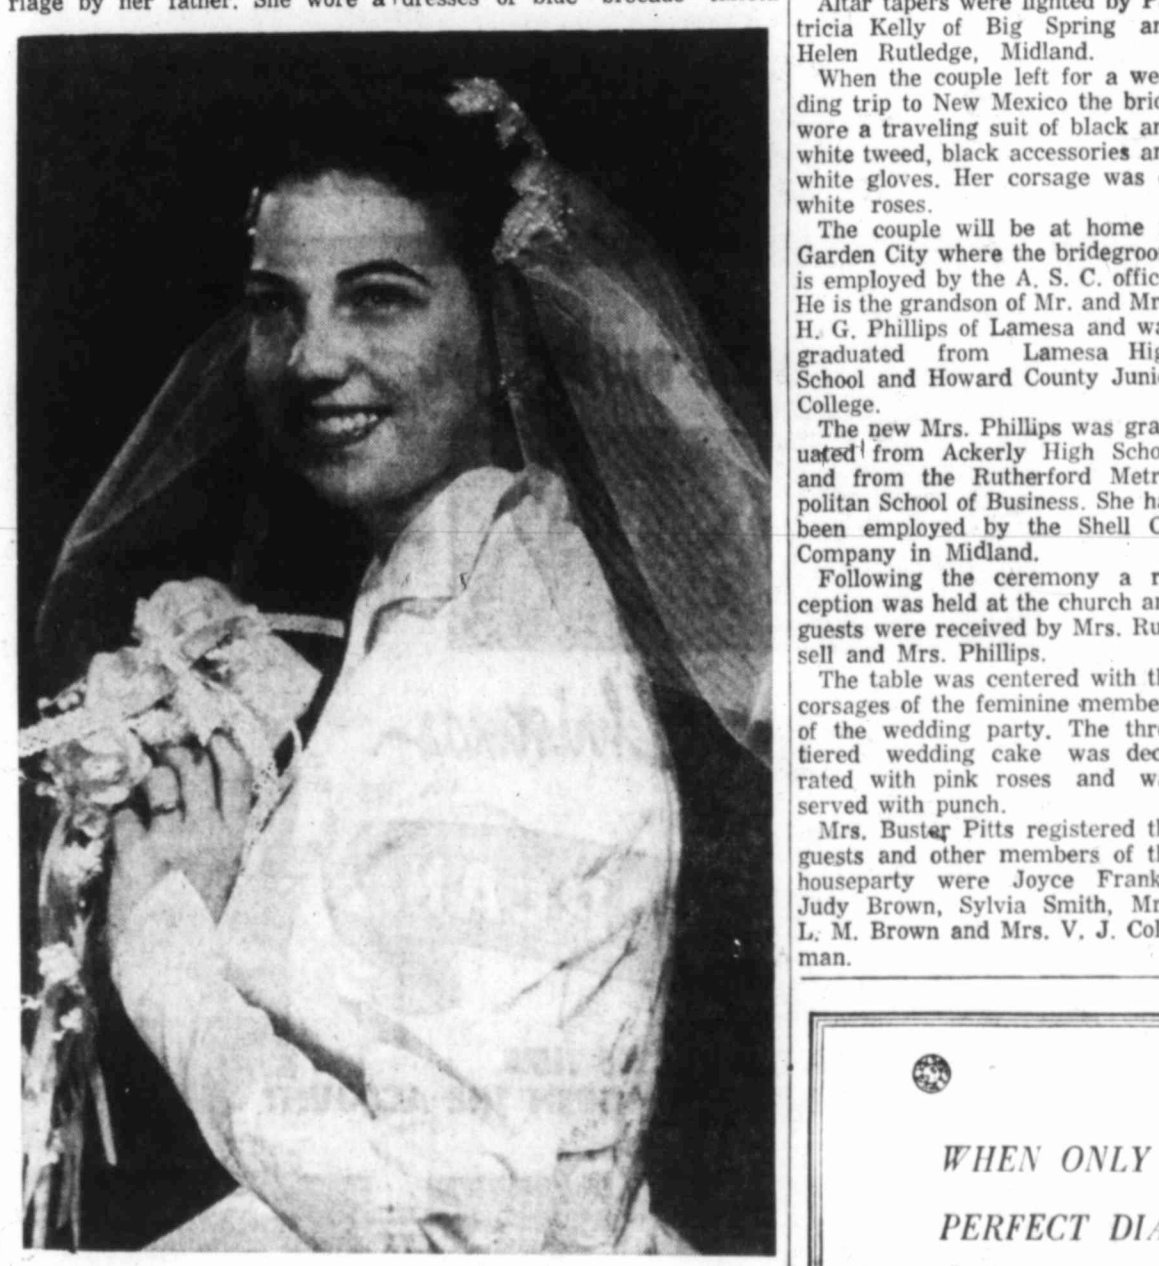 riage by her father. She wore a dresses of blue brocade
Altar tapers were lighted by P
tricia Kelly of Big Spring an
Helen Rutledge, Midland.
When the couple left for a we
ding trip to New Mexico the brid
wore a traveling suit of black an
white tweed, black accessories an
white gloves. Her corsage was
white roses.
The couple will be at home
Garden City where the bridegroo
is employed by the A. S. C. offic
He is the grandson of Mr. and Mr
H. G. Phillips of Lamesa and wa
graduated from Lamesa Hig
School and Howard County Juni
College.
The new Mrs. Phillips was gra
uated from Ackerly High Scho
and from the Rutherford Metr
politan School of Business. She ha
been employed by the Shell O
Company in Midland.
Following the ceremony a r
ception was held at the church an
guests were received by Mrs. Ru
sell and Mrs. Phillips.
The table was centered with th
corsages of the feminine membe
of the wedding party. The thr
tiered wedding cake was dec
rated with pink roses and w
served with punch.
Mrs. Buster Pitts registered th
guests and other members of th
houseparty were Joyce Frank
Judy Brown, Sylvia Smith, Mr
L. M. Brown and Mrs. V. J. Col
man.
WHEN ONLY
PERFECT DIA